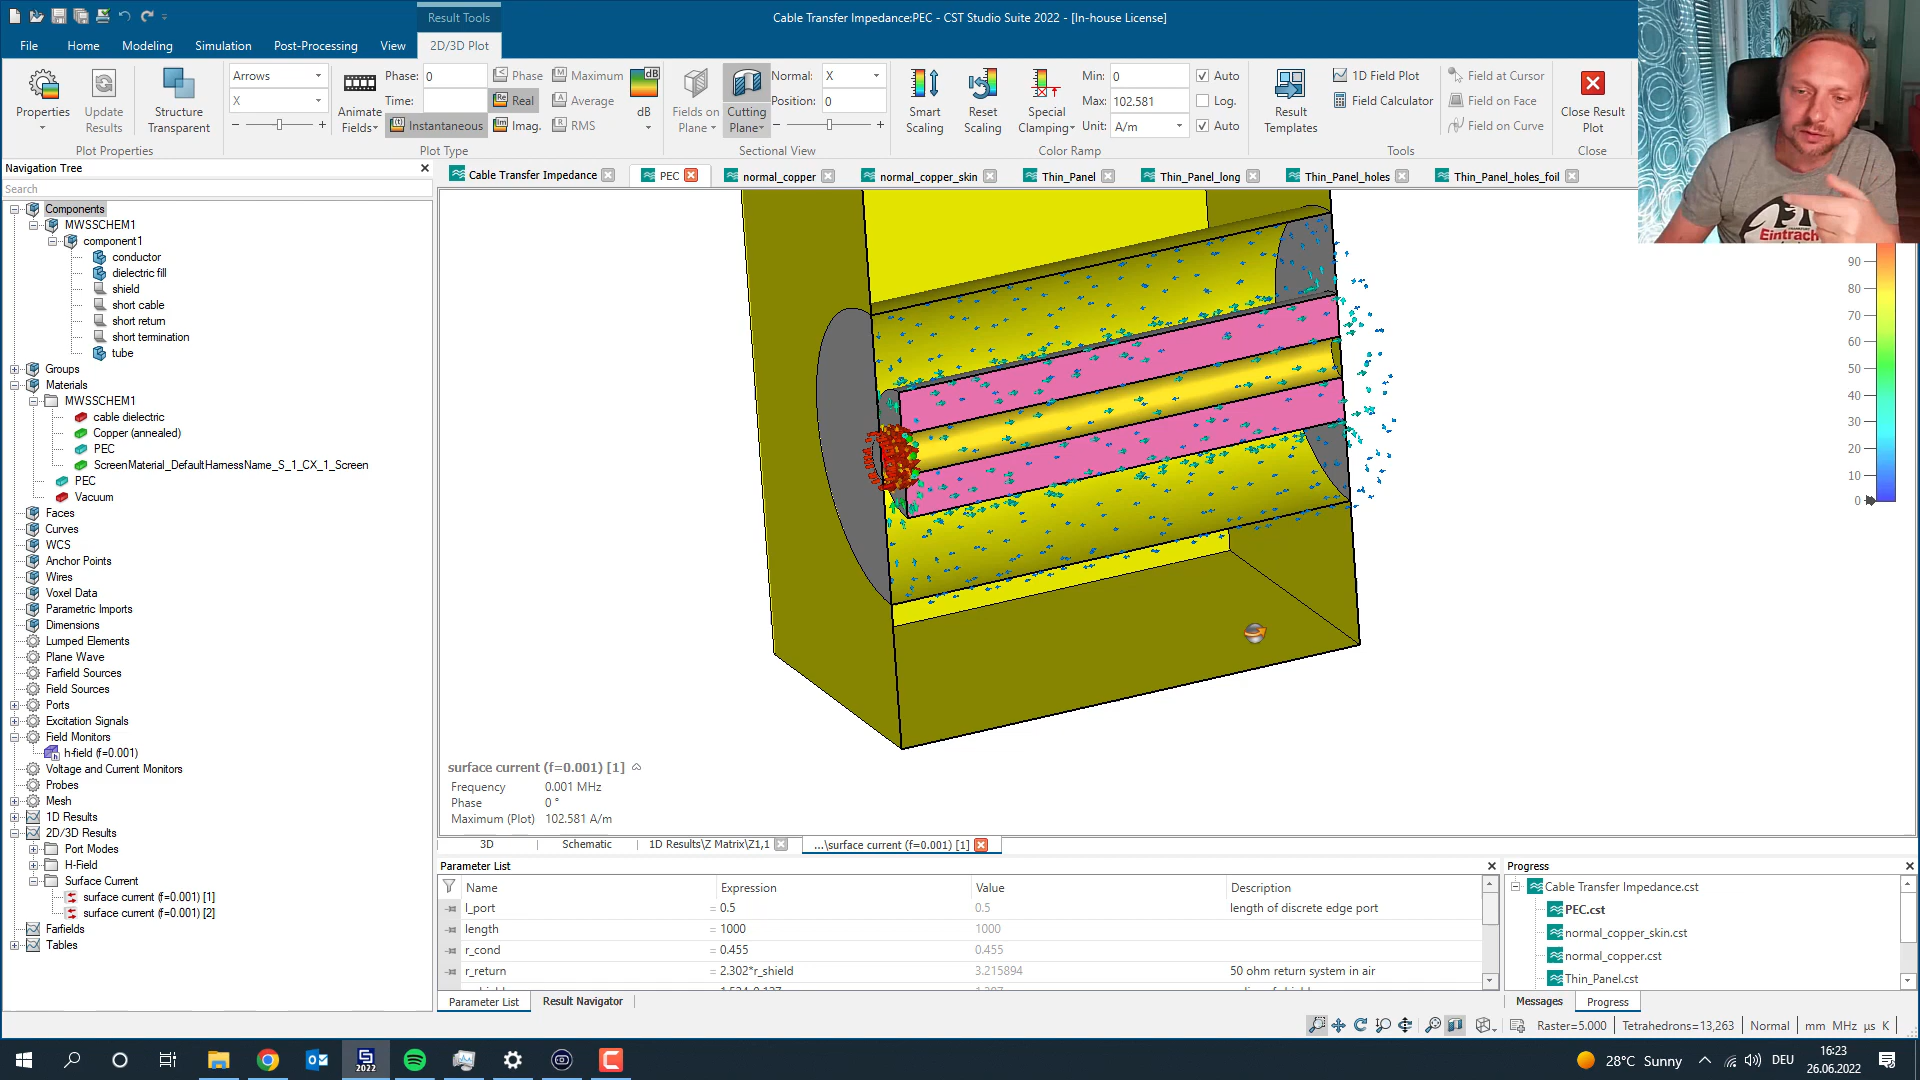 Result Tools
Cable Transfer Impedance:PEC - CST Studio Suite 2022 - [In-house License]
File Home Modeling Simulation Post-Processing View 2D/3D Plot
Properties
Update Results
Structure Transparent
Plot Properties
Arrows
X
Animate Fields
Phase: 0
Time:
Instantaneous
Phase
Real
Imag.
Maximum
Average
RMS
dB
Plot Type
Fields on Plane
Cutting Plane
Normal: X
Position: 0
Sectional View
Smart Scaling
Reset Scaling
Special Clamping
Min: 0
Max: 102.581
Unit: A/m
Auto
Log.
Auto
Color Ramp
Result Templates
1D Field Plot
Field Calculator
Field at Cursor
Field on Face
Field on Curve
Tools
Close Result Plot
Close
Eintrach
Navigation Tree
Search
Cable Transfer Impedance PEC normal_copper normal_copper_skin Thin_Panel Thin_Panel_long Thin_Panel_holes Thin_Panel_holes_foil
Components
MWSSCHEM1
component1
conductor
dielectric fill
shield
short cable
short return
short termination
tube
Groups
Materials
MWSSCHEM1
cable dielectric
Copper (annealed)
PEC
ScreenMaterial_DefaultHarnessName_S_1_CX_1_Screen
PEC
Vacuum
Faces
Curves
WCS
Anchor Points
Wires
Voxel Data
Parametric Imports
Dimensions
Lumped Elements
Plane Wave
Farfield Sources
Field Sources
Ports
Excitation Signals
Field Monitors
h-field (f=0.001)
Voltage and Current Monitors
Probes
Mesh
1D Results
2D/3D Results
Port Modes
H-Field
Surface Current
surface current (f=0.001) [1]
surface current (f=0.001) [2]
Farfields
Tables
90
80
70
60
50
40
30
20
10
0
surface current (f=0.001) [1]
Frequency 0.001 MHz
Phase 0 °
Maximum (Plot) 102.581 A/m
3D Schematic 1D Results\Z Matrix\Z1,1 ...\surface current (f=0.001) [1]
Parameter List
Name Expression Value Description
l_port = 0.5 0.5 length of discrete edge port
length = 1000 1000
r_cond = 0.455 0.455
r_return = 2.302*r_shield 3.215894 50 ohm return system in air
Parameter List Result Navigator
Progress
Cable Transfer Impedance.cst
PEC.cst
normal_copper_skin.cst
normal_copper.cst
Thin_Panel.cst
Messages Progress
Raster=5.000 Tetrahedrons=13,263 Normal mm MHz µs K
2022
28°C Sunny DEU 16:23
26.06.2022